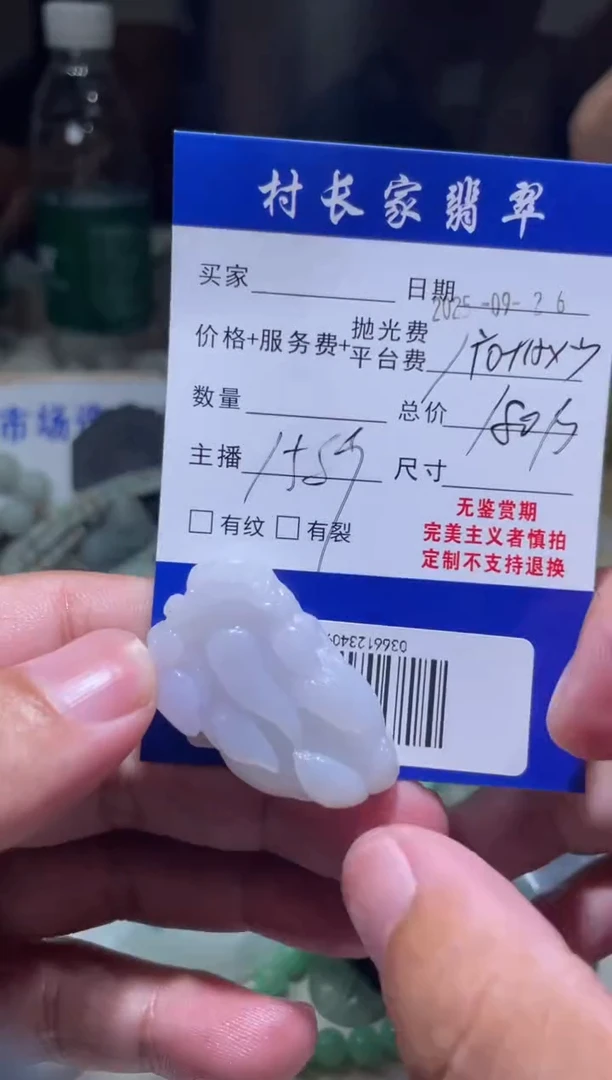 村长家翡翠
买家 日期 2025-09-26
价格+服务费+抛光费
平台费
数量 总价
主播 尺寸
□有纹 □有裂
无鉴赏期
完美主义者慎拍
定制不支持退换
市场